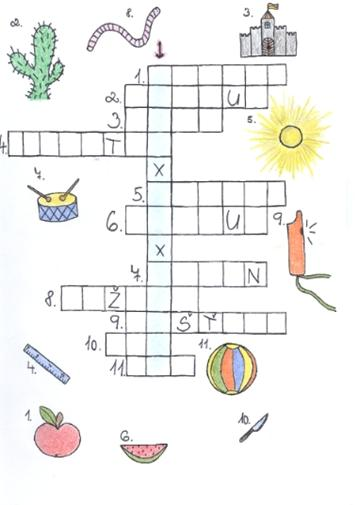 2.
8.
3.
1.
2. U
3.
5.
4. T
7.
X
5.
6. U
9.
X
7. N
8. Ž
9. Š T
10.
11.
11.
4.
1.
6.
10.